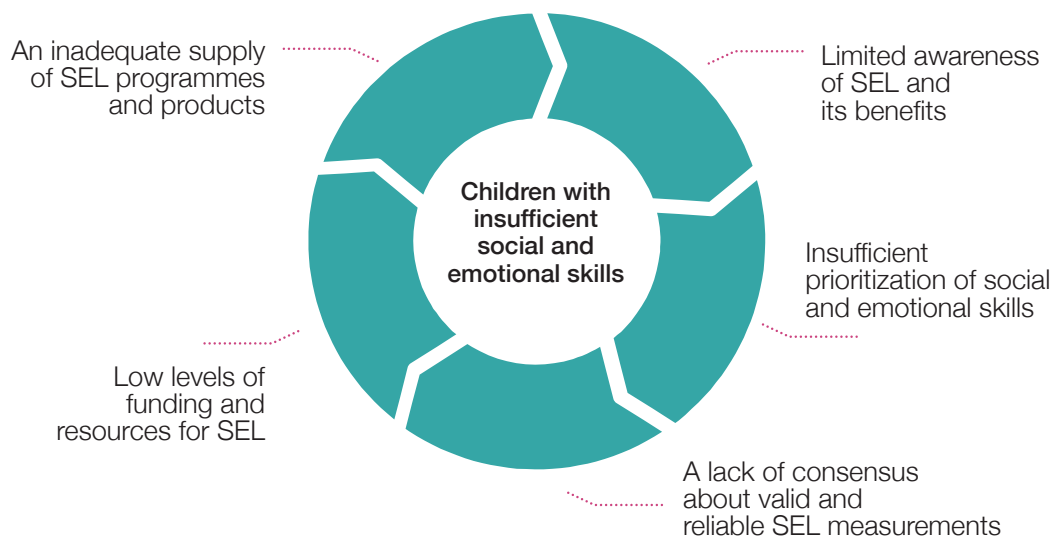 An inadequate supply
of SEL programmes
and products
Limited awareness
of SEL and
its benefits
Children with
insufficient
social and
emotional skills
Insufficient
prioritization of social
and emotional skills
Low levels of
funding and
resources for SEL
A lack of consensus
about valid and
reliable SEL measurements